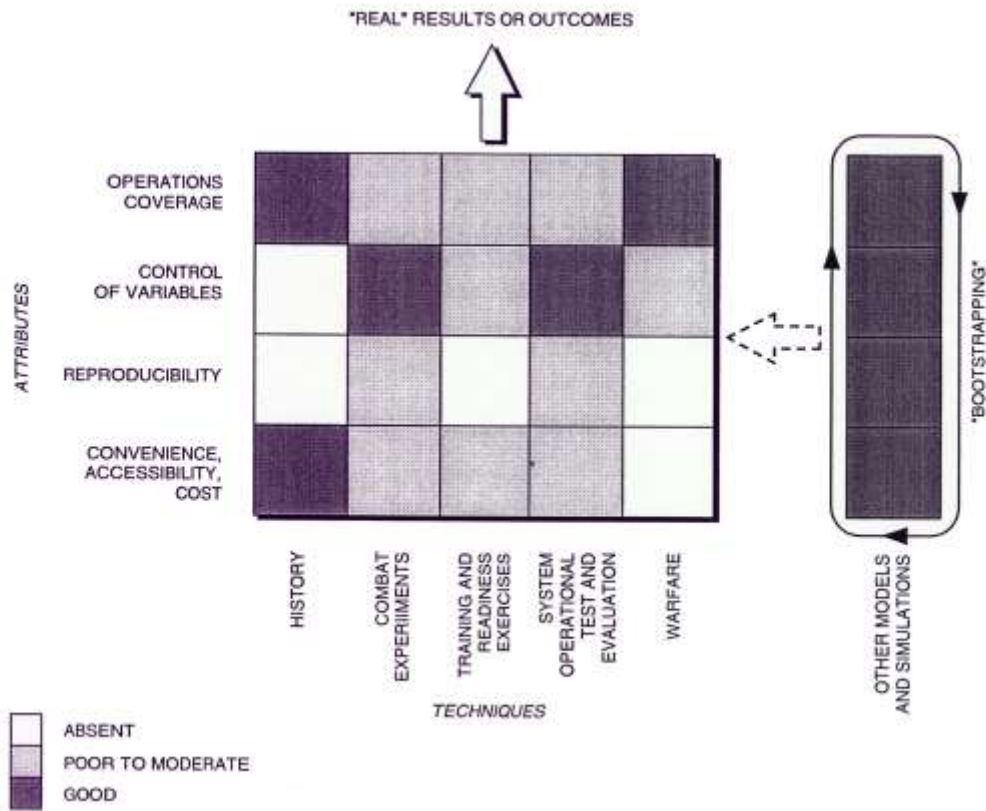 "REAL" RESULTS OR OUTCOMES
OPERATIONS
COVERAGE
CONTROL
OF VARIABLES
REPRODUCIBILITY
CONVENIENCE,
ACCESSIBILITY,
COST
ATTRIBUTES
"BOOTSTRAPPING"
HISTORY
COMBAT
EXPERIIMENTS
TRAINING AND
READINESS
EXERCISES
SYSTEM
OPERATIONAL
TEST AND
EVALUATION
WARFARE
OTHER MODELS
AND SIMULATIONS
TECHNIQUES
ABSENT
POOR TO MODERATE
GOOD